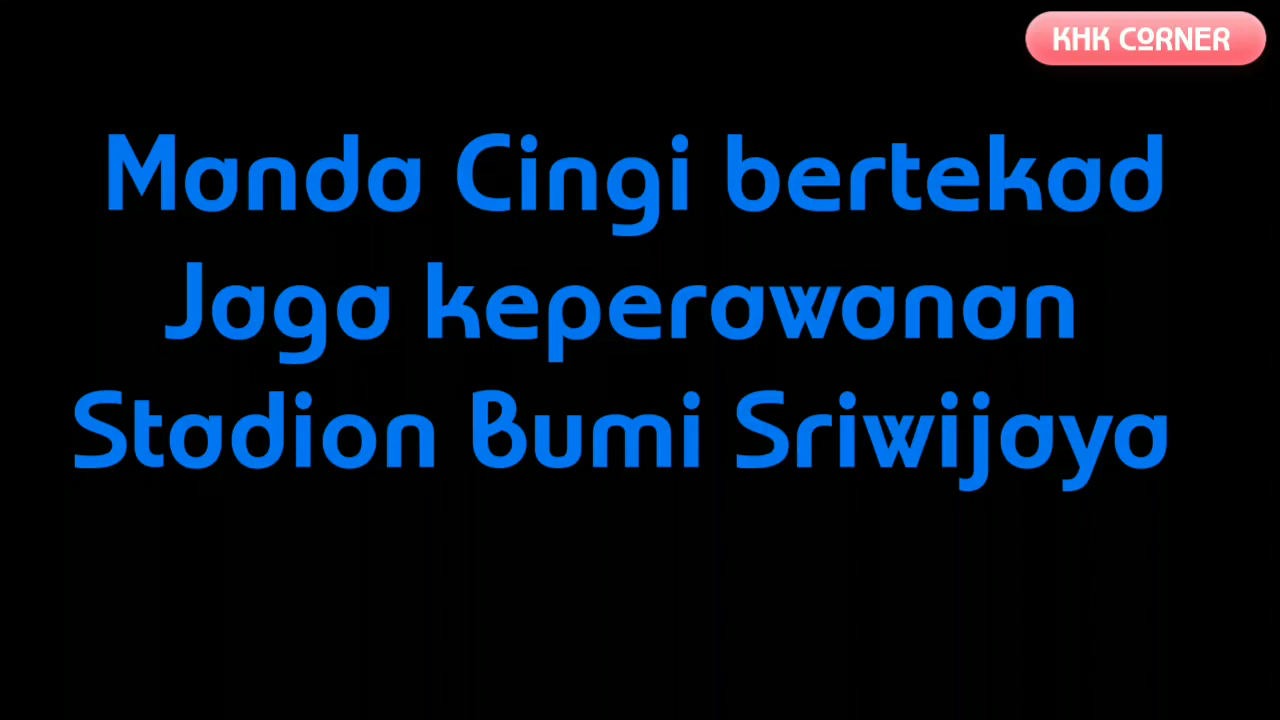 KHK CORNER
Manda Cingi bertekad
Jaga keperawanan
Stadion Bumi Sriwijaya